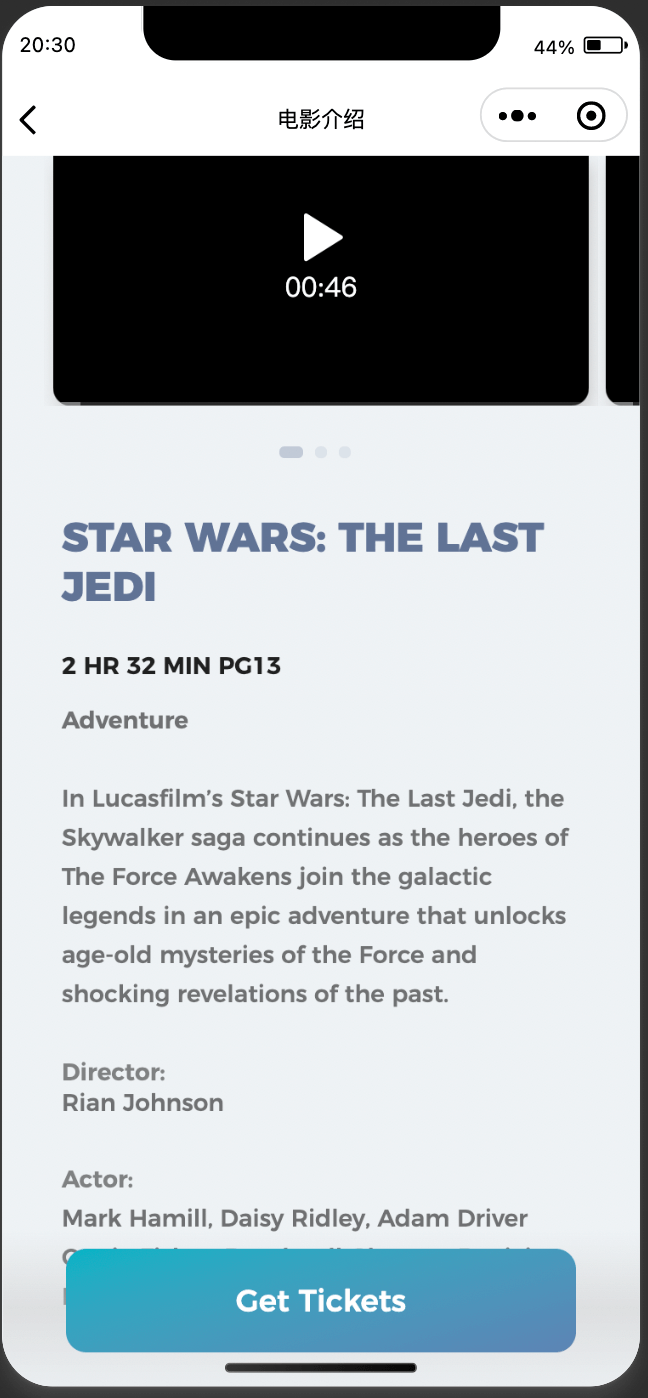 20:30
44%
电影介绍
00:46
STAR WARS: THE LAST
JEDI
2 HR 32 MIN PG13
Adventure
In Lucasfilm’s Star Wars: The Last Jedi, the
Skywalker saga continues as the heroes of
The Force Awakens join the galactic
legends in an epic adventure that unlocks
age-old mysteries of the Force and
shocking revelations of the past.
Director:
Rian Johnson
Actor:
Mark Hamill, Daisy Ridley, Adam Driver
Get Tickets